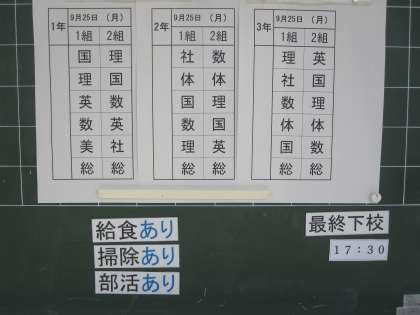 1年 9月25日 （月）
1組 2組
国 理
理 国
英 数
数 英
美 社
総 総
2年 9月25日 （月）
1組 2組
社 数
体 体
国 理
数 国
理 英
総 総
3年 9月25日 （月）
1組 2組
理 英
社 国
数 理
体 体
国 数
総 総
給食あり
掃除あり
部活あり
最終下校
17:30